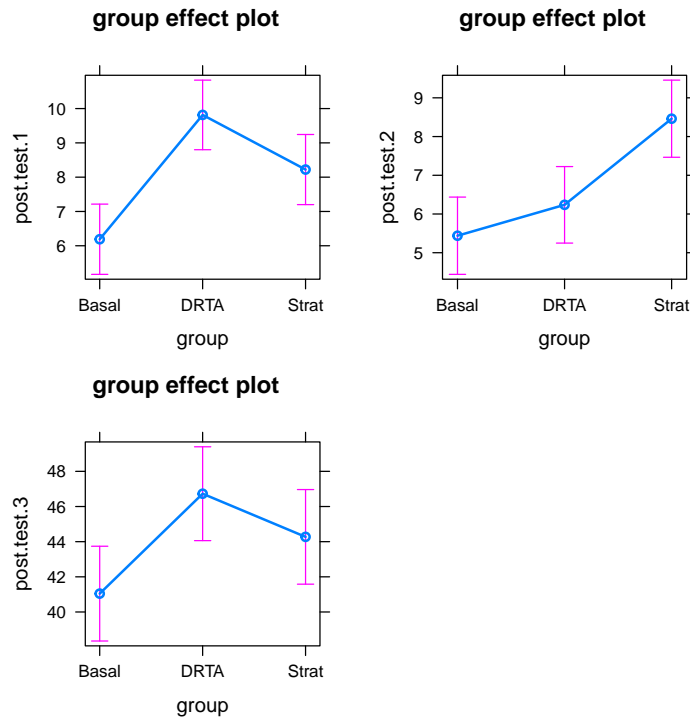 group effect plot
post.test.1
10
9
8
7
6
Basal DRTA Strat
group
group effect plot
post.test.2
9
8
7
6
5
Basal DRTA Strat
group
group effect plot
post.test.3
48
46
44
42
40
Basal DRTA Strat
group